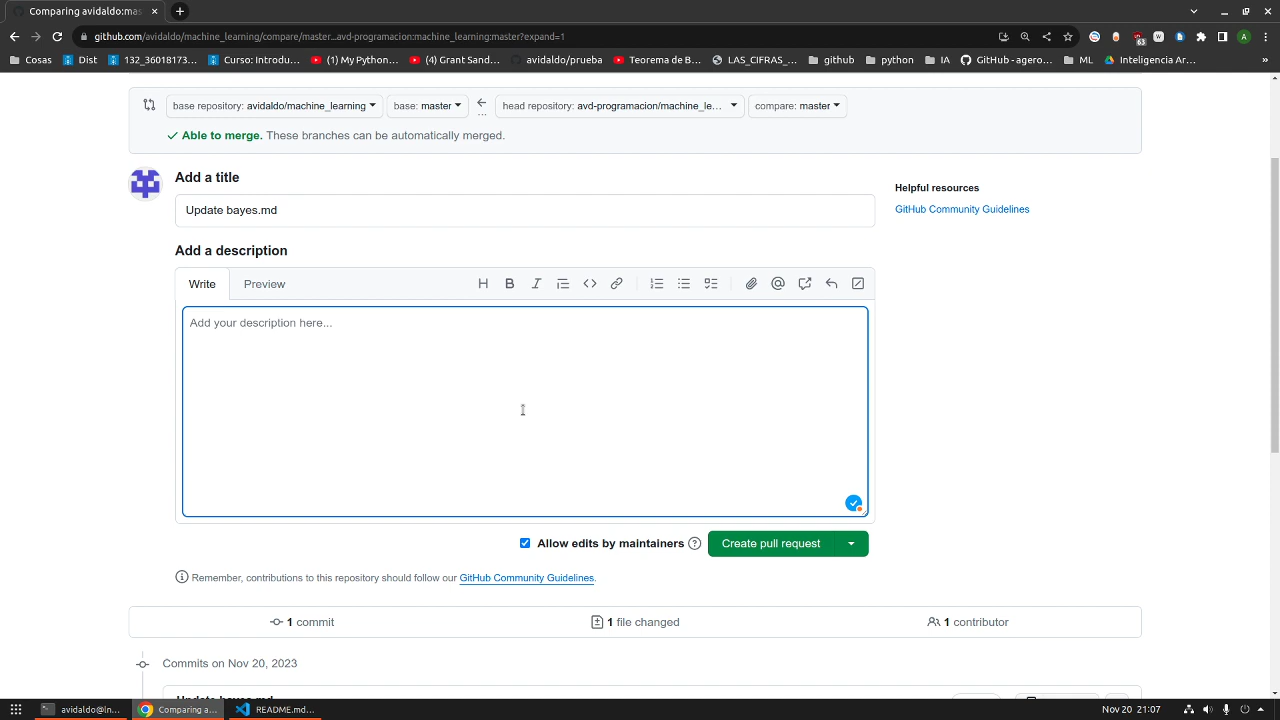 Comparing avidaldo:mas
github.com/avidaldo/machine_learning/compare/master...avd-programacion:machine_learning:master?expand=1
63
A
Cosas Dist 132_36018173... Curso: Introdu... (1) My Python... (4) Grant Sand... avidaldo/prueba Teorema de B... LAS_CIFRAS_... github python IA GitHub - agero... ML Inteligencia Ar... »
base repository: avidaldo/machine_learning base: master head repository: avd-programacion/machine_le... compare: master
Able to merge. These branches can be automatically merged.
Add a title
Helpful resources
Update bayes.md
GitHub Community Guidelines
Add a description
Write Preview
Add your description here...
Allow edits by maintainers Create pull request
Remember, contributions to this repository should follow our GitHub Community Guidelines.
1 commit 1 file changed 1 contributor
Commits on Nov 20, 2023
Update bayes.md
avidaldo@ln... Comparing a... README.md... Nov 20 21:07